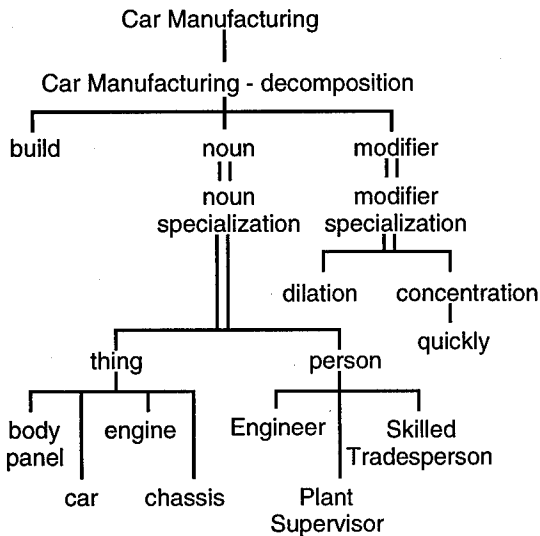 Car Manufacturing
Car Manufacturing - decomposition
build
noun
modifier
noun
specialization
modifier
specialization
dilation
concentration
quickly
thing
person
body
panel
engine
Engineer
Skilled
Tradesperson
car
chassis
Plant
Supervisor